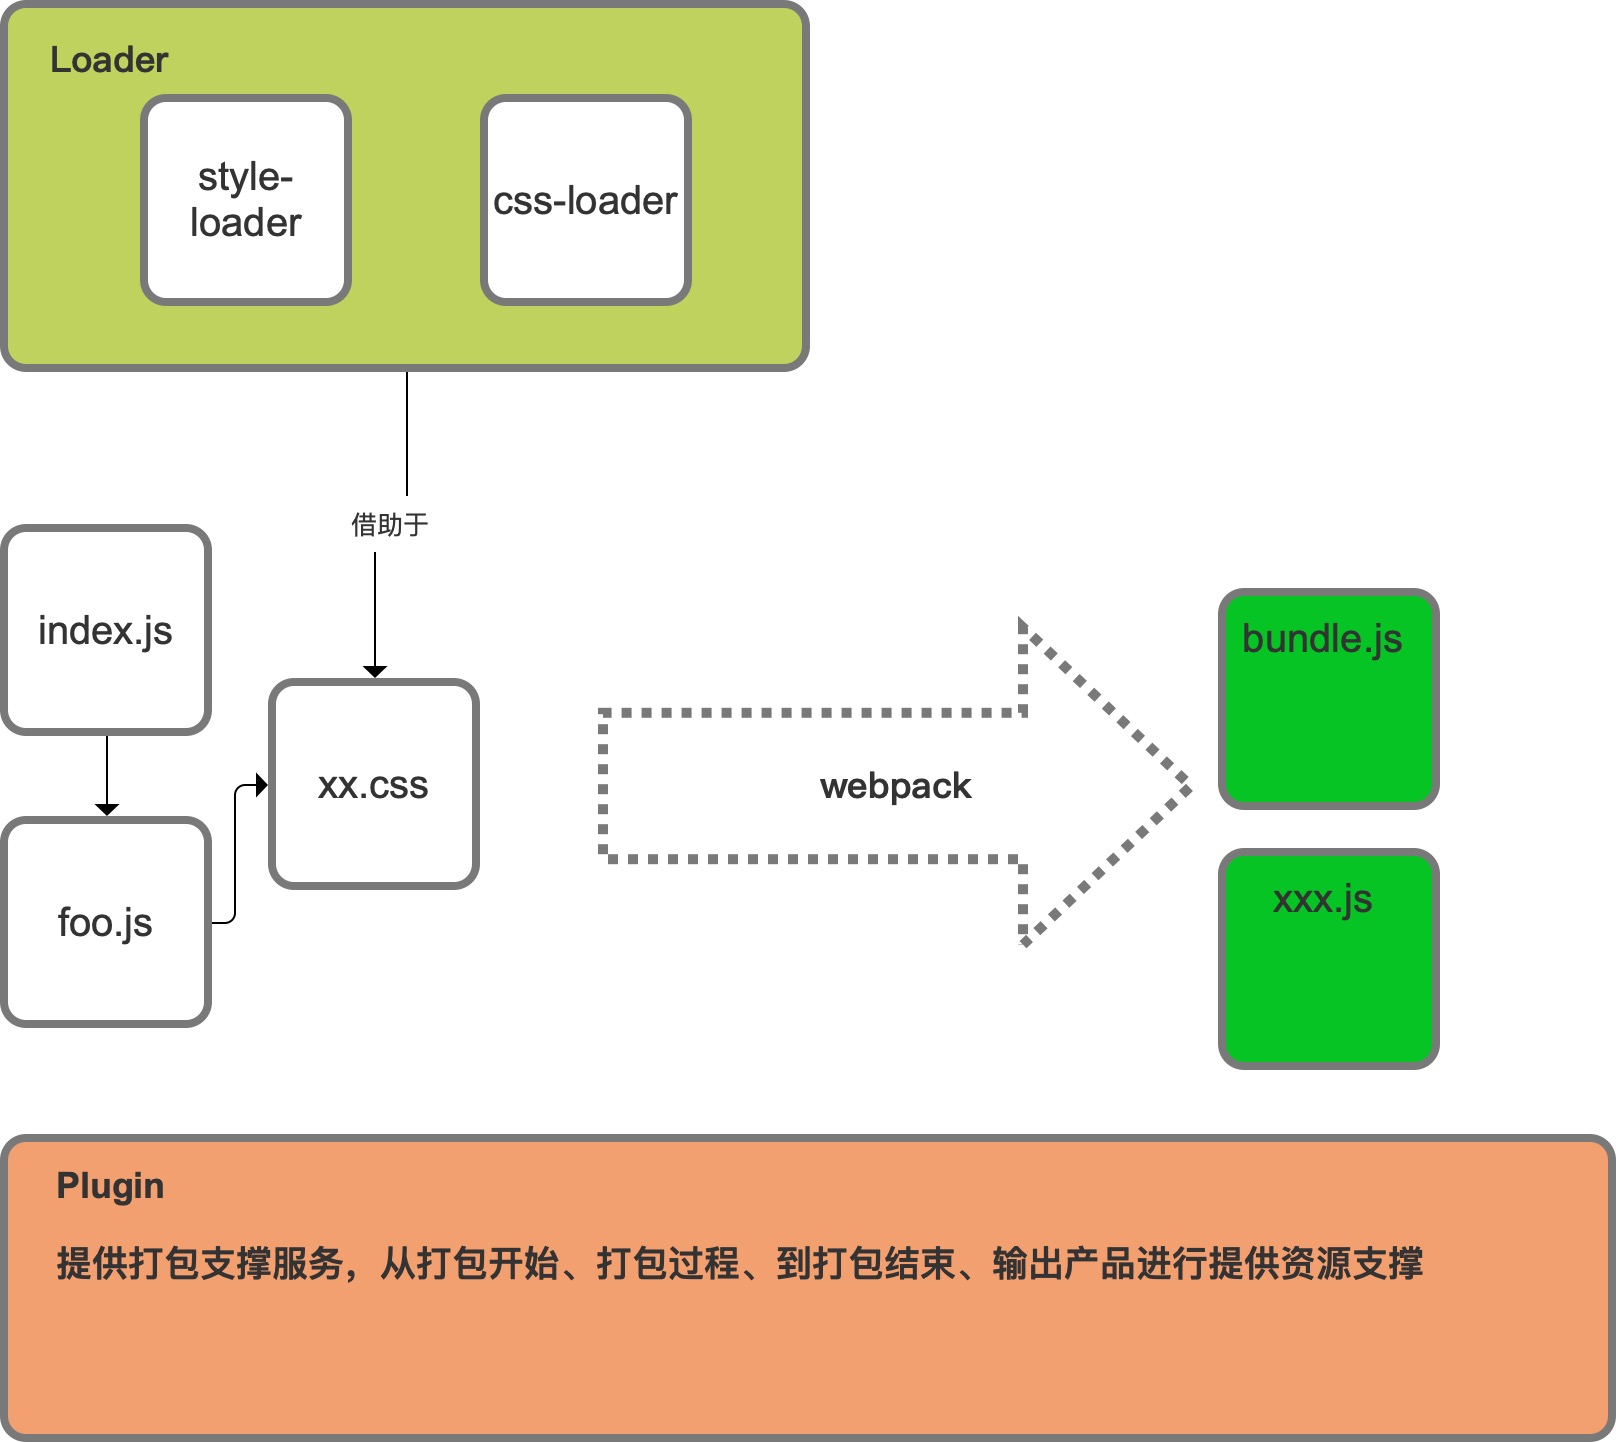 Loader
style-
loader
css-loader
借助于
index.js
xx.css
foo.js
webpack
bundle.js
xxx.js
Plugin
提供打包支撑服务，从打包开始、打包过程、到打包结束、输出产品进行提供资源支撑